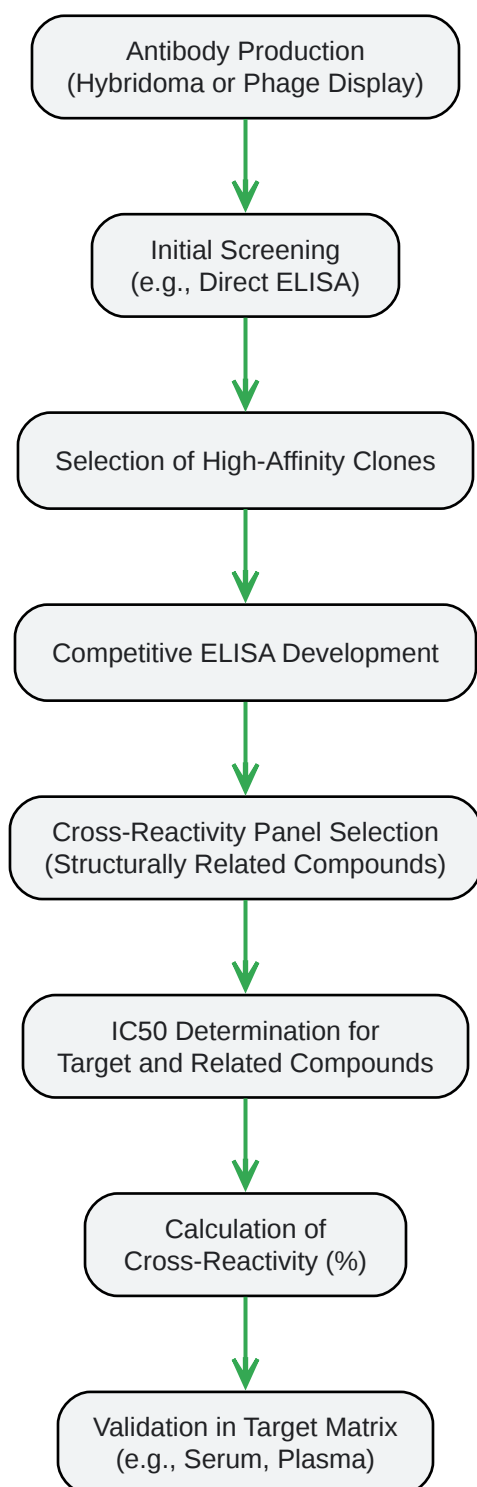 Antibody Production
(Hybridoma or Phage Display)
Initial Screening
(e.g., Direct ELISA)
Selection of High-Affinity Clones
Competitive ELISA Development
Cross-Reactivity Panel Selection
(Structurally Related Compounds)
IC50 Determination for
Target and Related Compounds
Calculation of
Cross-Reactivity (%)
Validation in Target Matrix
(e.g., Serum, Plasma)